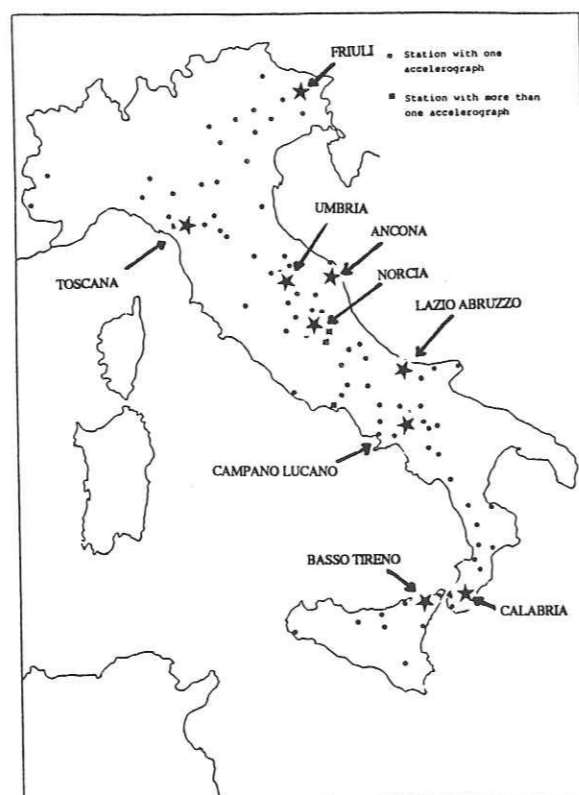 FRIULI
Station with one
accelerograph
Station with more than
one accelerograph
UMBRIA
ANCONA
NORCIA
TOSCANA
LAZIO ABRUZZO
CAMPANO LUCANO
BASSO TIRENO
CALABRIA